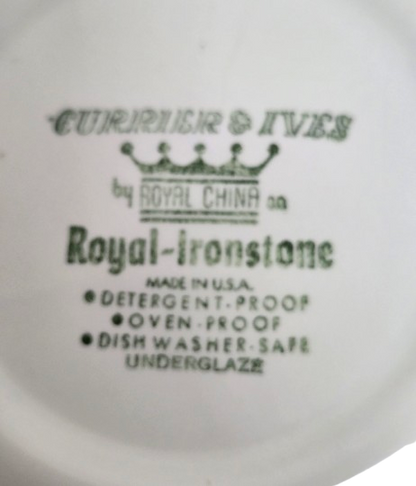 CURRIER & IVES
by ROYAL CHINA on
Royal-Ironstone
MADE IN U.S.A.
•DETERGENT-PROOF
•OVEN-PROOF
•DISH WASHER-SAFE
UNDERGLAZE